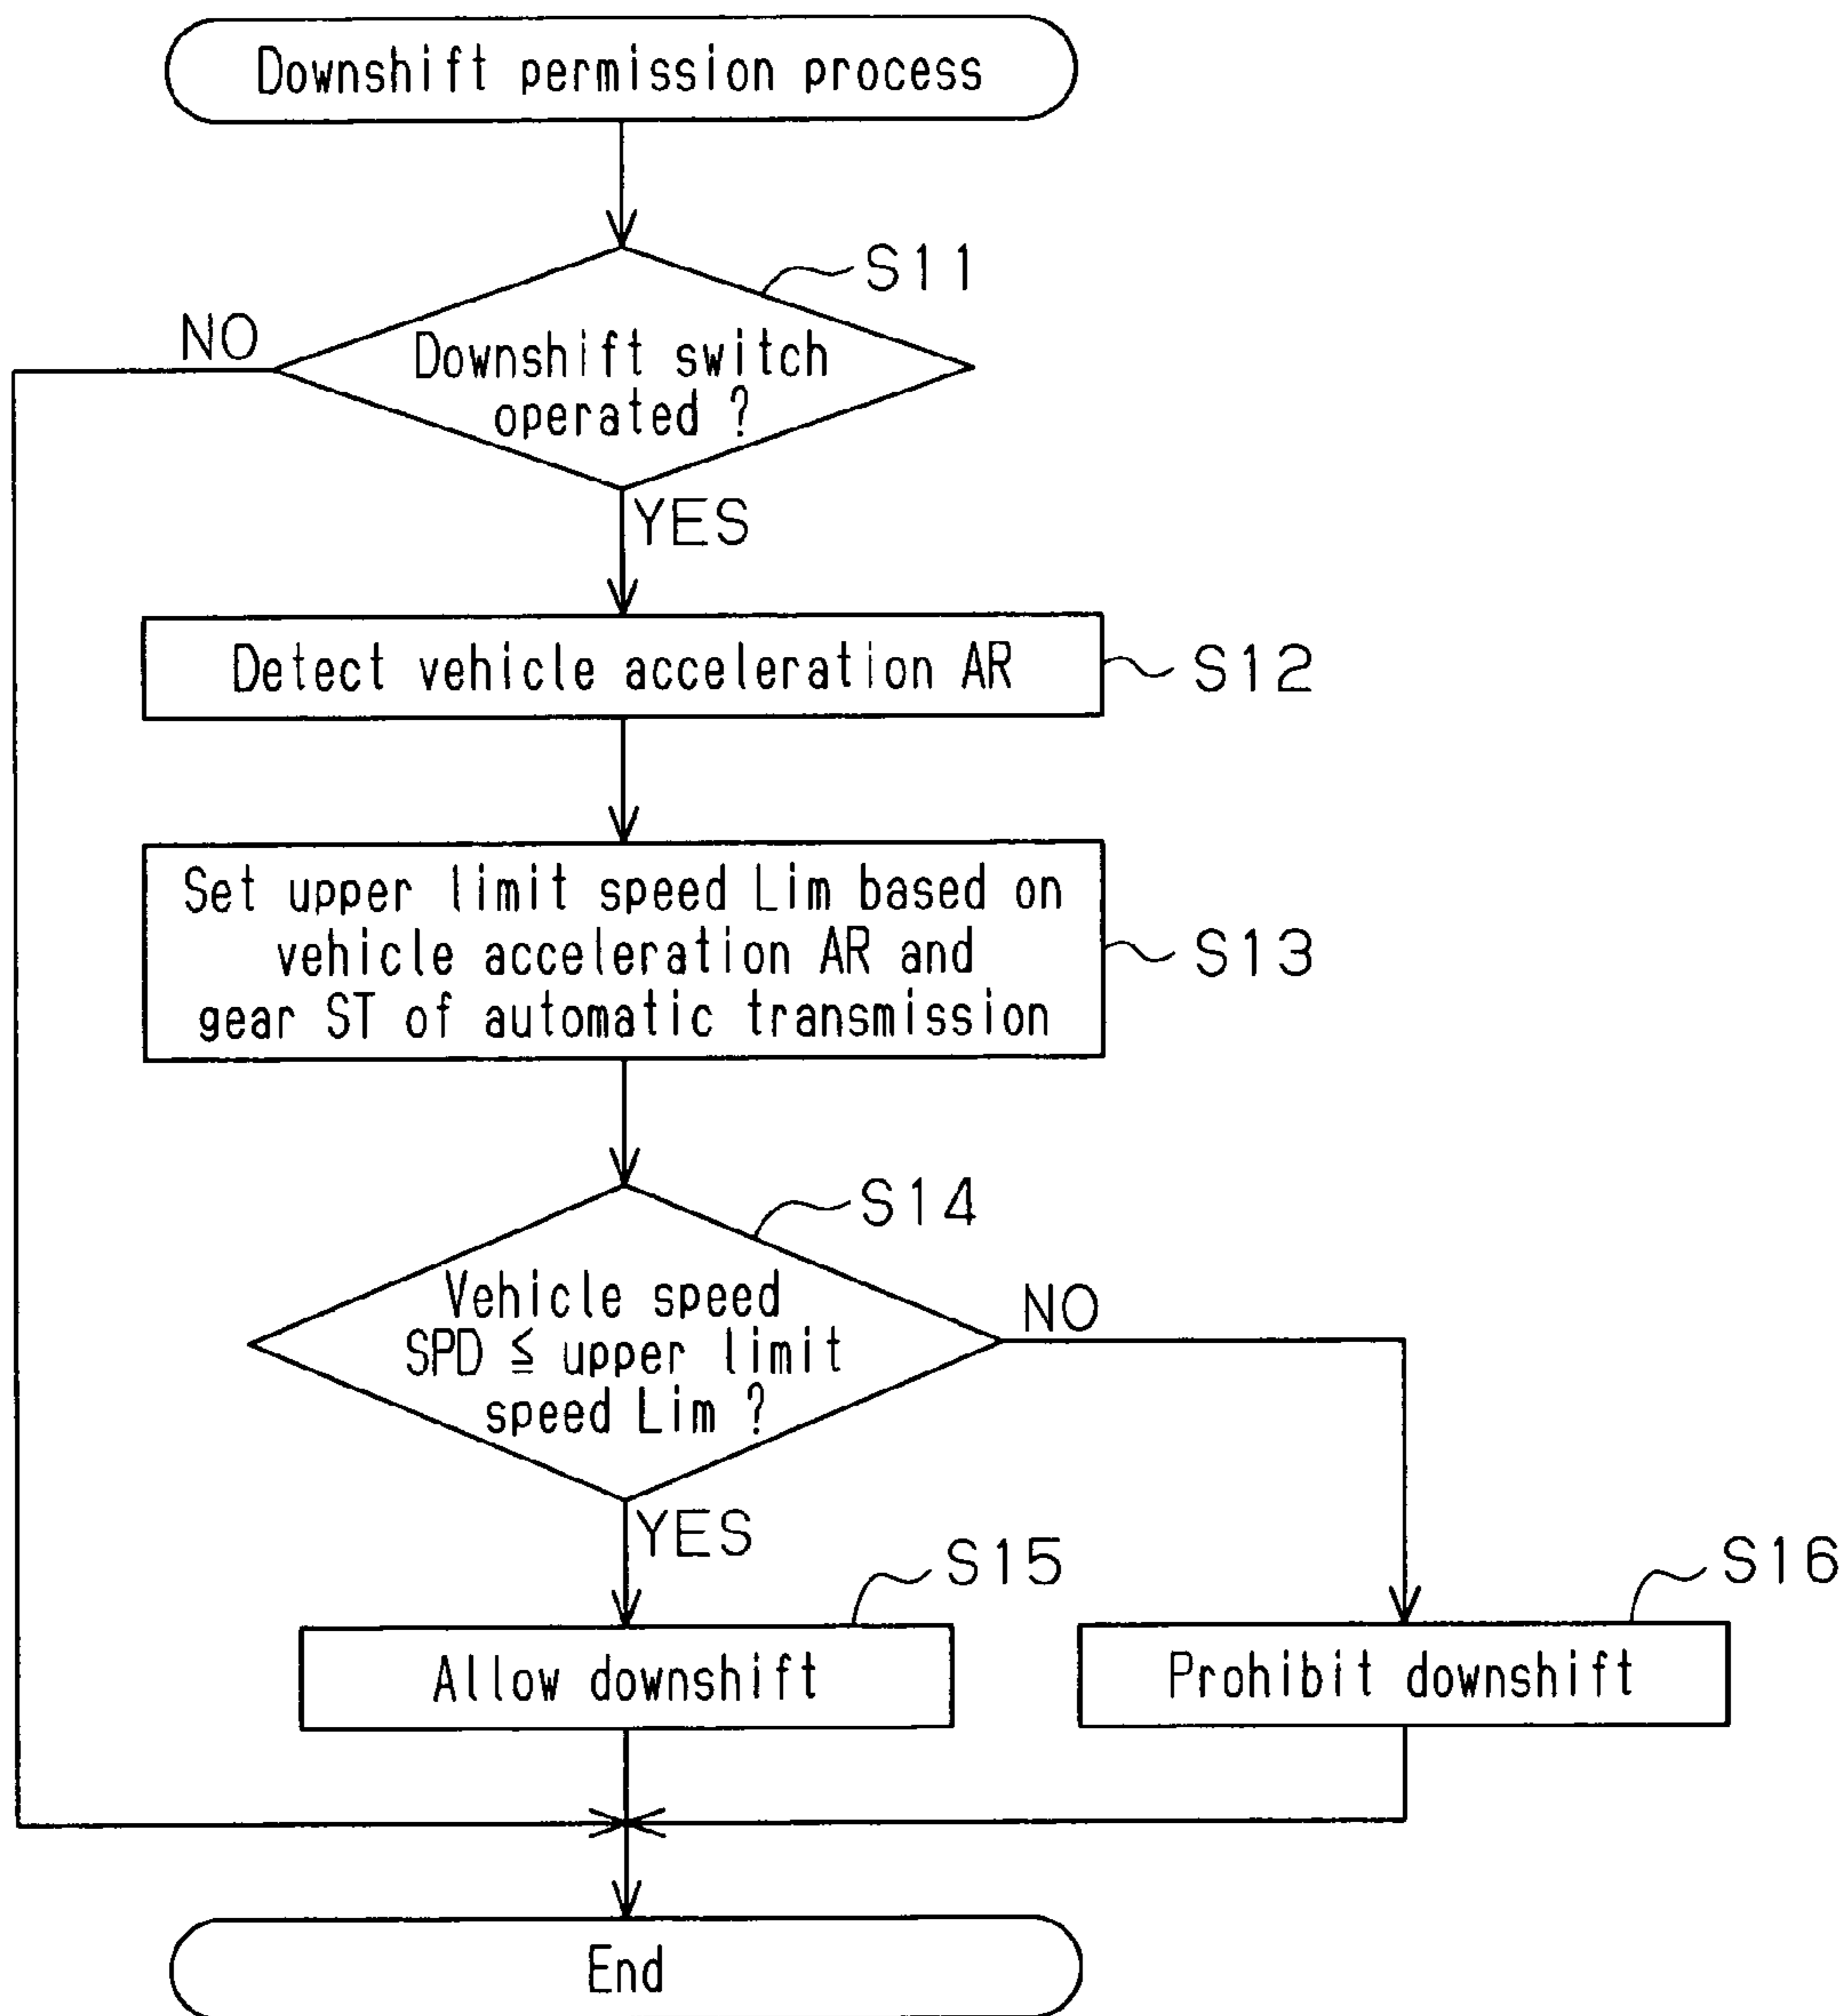 Downshift permission process
S11
NO
Downshift switch
operated ?
YES
Detect vehicle acceleration AR
S12
Set upper limit speed Lim based on
vehicle acceleration AR and
gear ST of automatic transmission
S13
S14
Vehicle speed
SPD ≦ upper limit
speed Lim ?
NO
YES
S15
S16
Allow downshift
Prohibit downshift
End